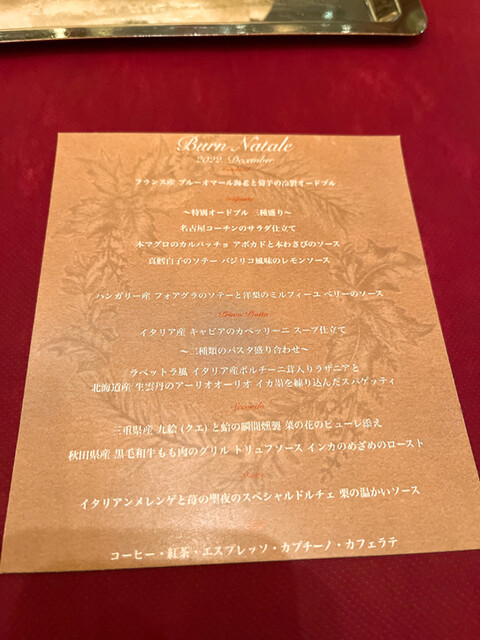 Burn Natale
2022 December
フランス産 ブルーオマール海老と菊芋の冷製オードブル
～特別オードブル 三種盛り～
名古屋コーチンのサラダ仕立て
本マグロのカルパッチョ アボカドと本わさびのソース
真鱈白子のソテー バジリコ風味のレモンソース
ハンガリー産 フォアグラのソテーと洋梨のミルフィーユ ベリーのソース
イタリア産 キャビアのカペッリーニ スープ仕立て
～二種類のパスタ盛り合わせ～
ラベットラ風 イタリア産ポルチーニ茸入りラザニアと
北海道産 生雲丹のアーリオオーリオ イカ墨を練り込んだスパゲッティ
Secondo
三重県産 九絵 (クエ) と蛤の瞬間燻製 菜の花のピューレ添え
秋田県産 黒毛和牛もも肉のグリル トリュフソース インカのめざめのロースト
イタリアンメレンゲと苺の聖夜のスペシャルドルチェ 栗の温かいソース
コーヒー・紅茶・エスプレッソ・カプチーノ・カフェラテ